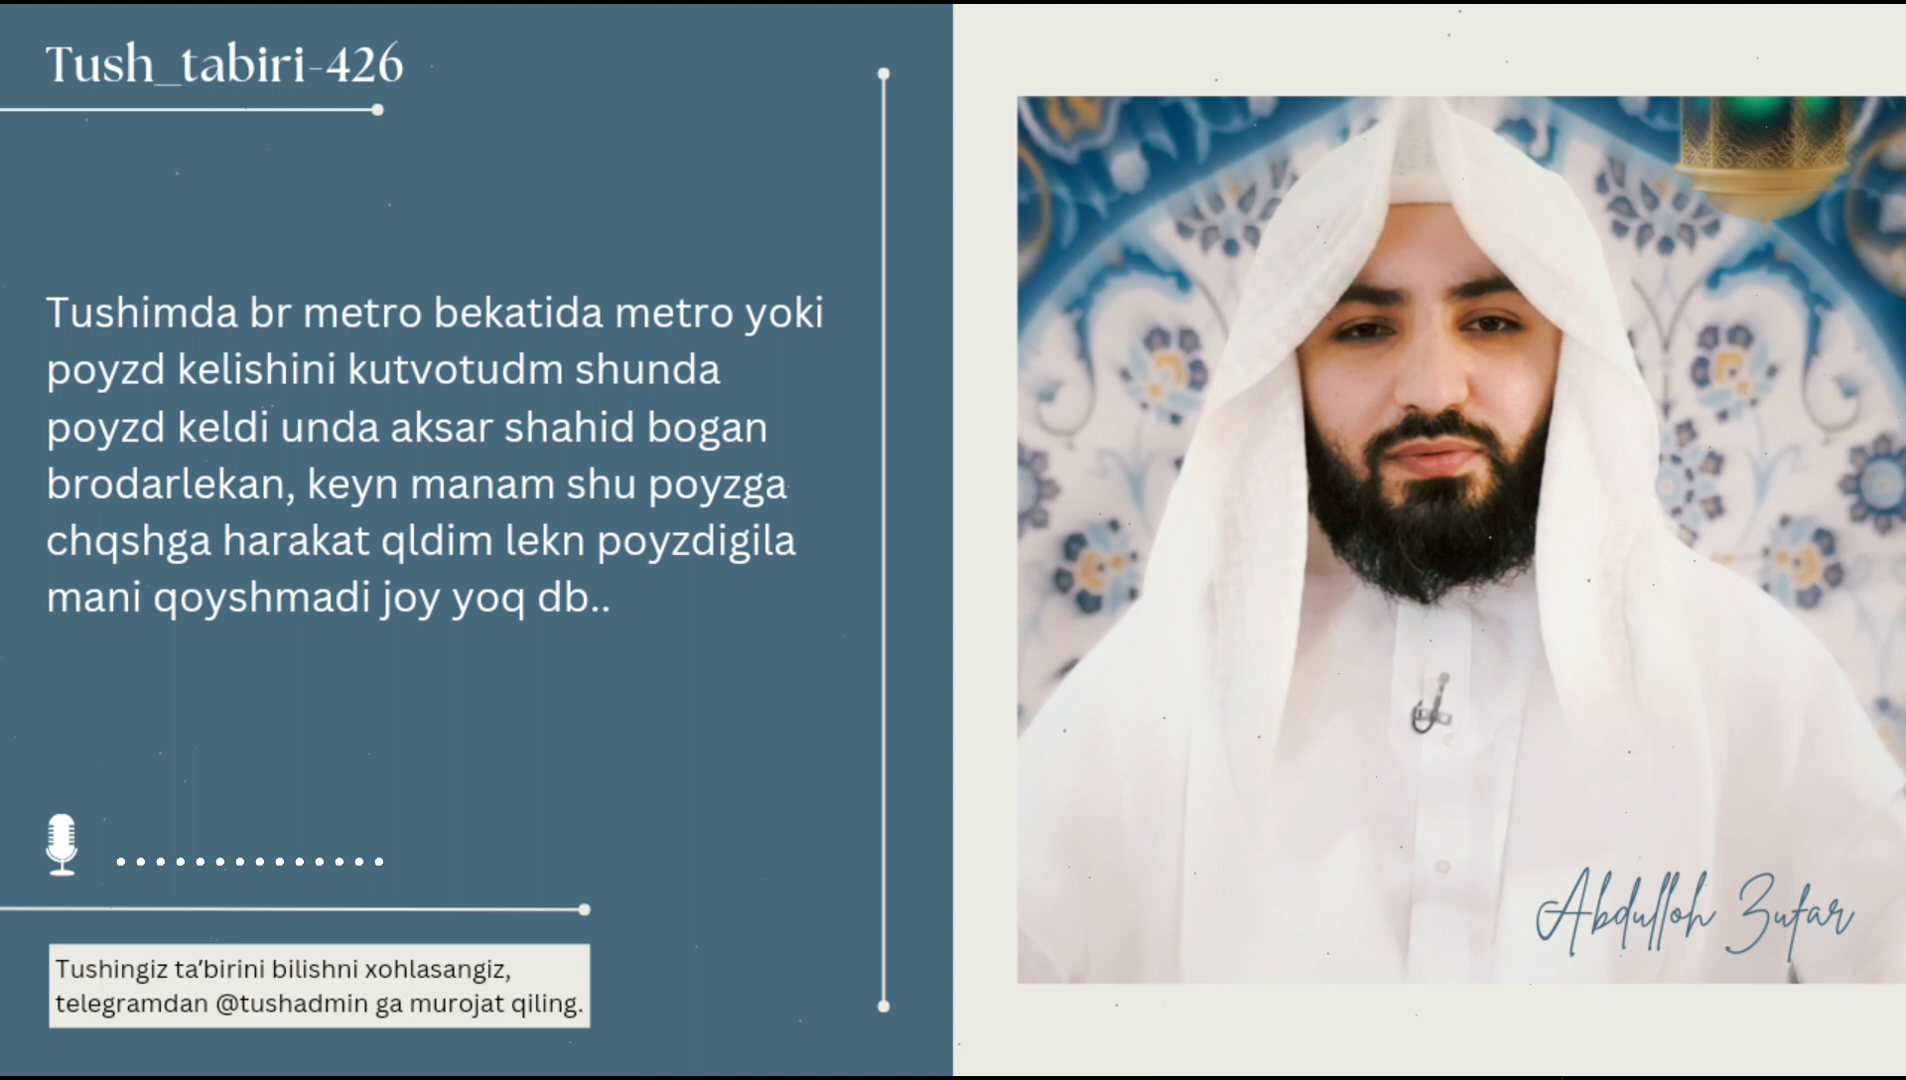 Tush_tabiri-426
Tushimda br metro bekatida metro yoki
poyzd kelishini kutvotudm shunda
poyzd keldi unda aksar shahid bogan
brodarlekan, keyn manam shu poyzga
chqshga harakat qldim lekn poyzdigila
mani qoyshmadi joy yoq db..
Tushingiz ta’birini bilishni xohlasangiz,
telegramdan @tushadmin ga murojat qiling.
Abdulloh Zufar